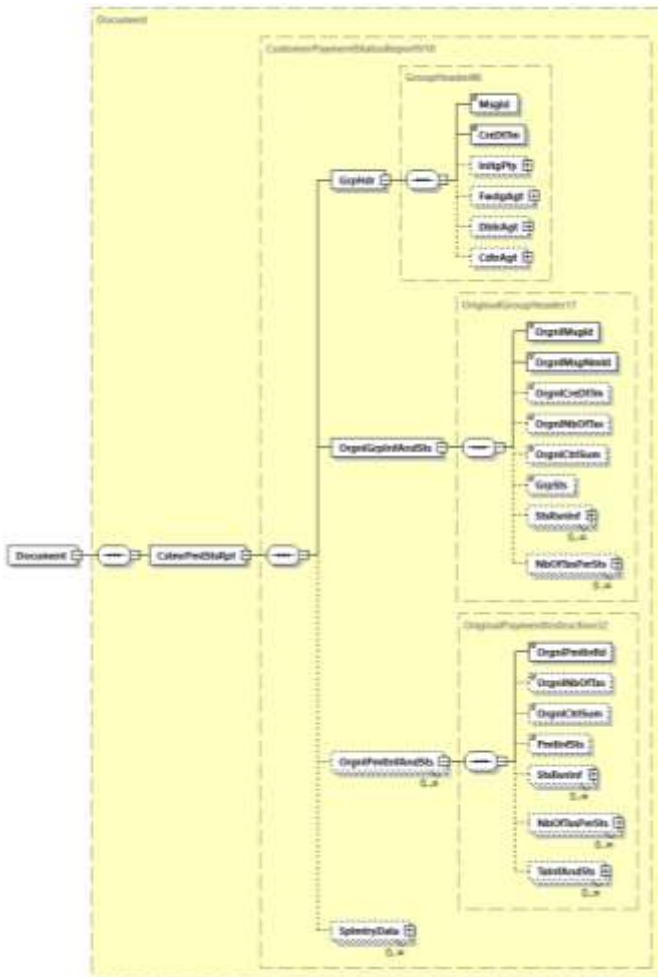 Document
CustomerPaymentStatusReportV10
GroupHeader86
MsgId
CreDtTm
InitgPty
GrpHdr
FwdgAgt
DbtrAgt
CdtrAgt
OriginalGroupHeader17
OrgnlMsgId
OrgnlMsgNmId
OrgnlCreDtTm
OrgnlNbOfTxs
OrgnlGrpInfAndSts
OrgnlCtrlSum
GrpSts
StsRsnInf
0..∞
Document
CstmrPmtStsRpt
NbOfTxsPerSts
0..∞
OriginalPaymentInstruction32
OrgnlPmtInfId
OrgnlNbOfTxs
OrgnlCtrlSum
PmtInfSts
OrgnlPmtInfAndSts
0..∞
StsRsnInf
0..∞
NbOfTxsPerSts
0..∞
TxInfAndSts
0..∞
SplmtryData
0..∞